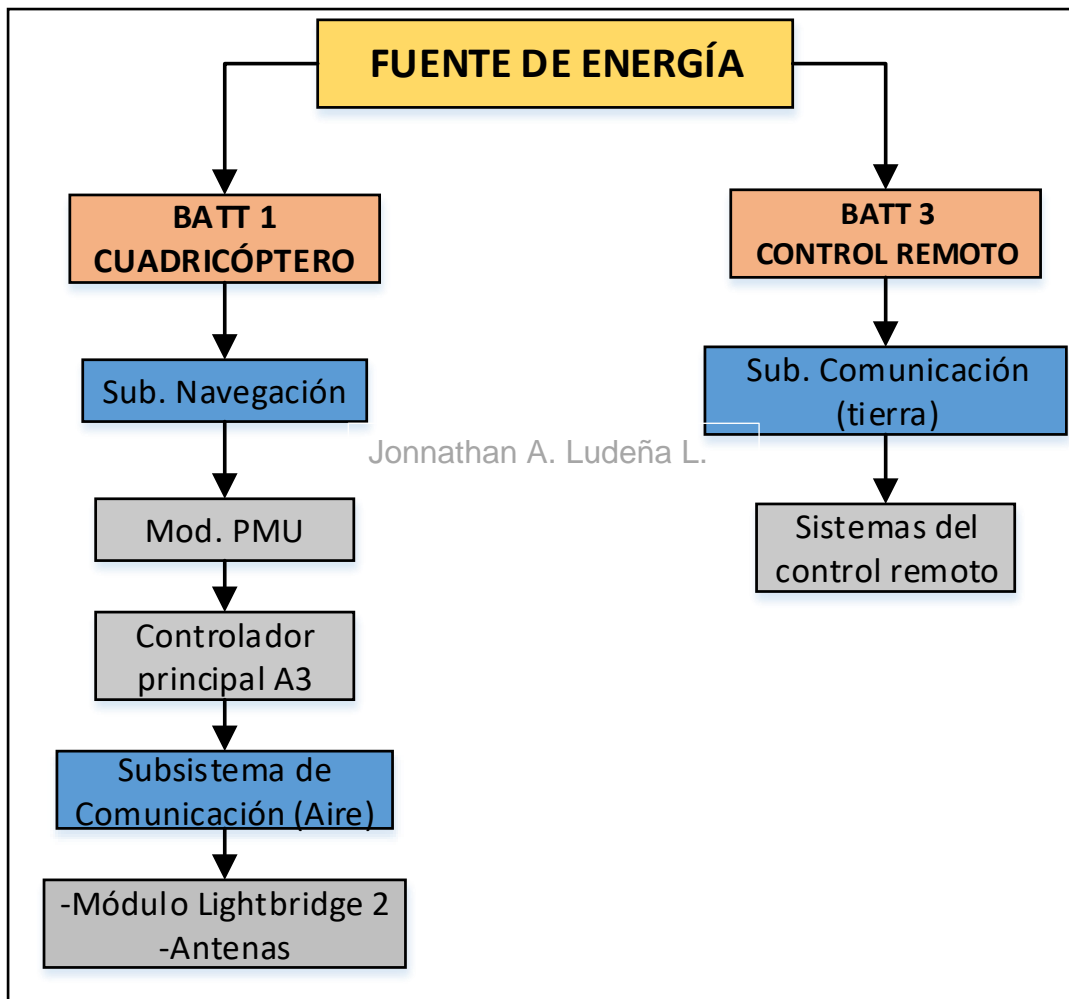 FUENTE DE ENERGÍA
BATT 1
CUADRICÓPTERO
Sub. Navegación
Mod. PMU
Controlador
principal A3
Subsistema de
Comunicación (Aire)
-Módulo Lightbridge 2
-Antenas
BATT 3
CONTROL REMOTO
Sub. Comunicación
(tierra)
Sistemas del
control remoto
Jonnathan A. Ludeña L.